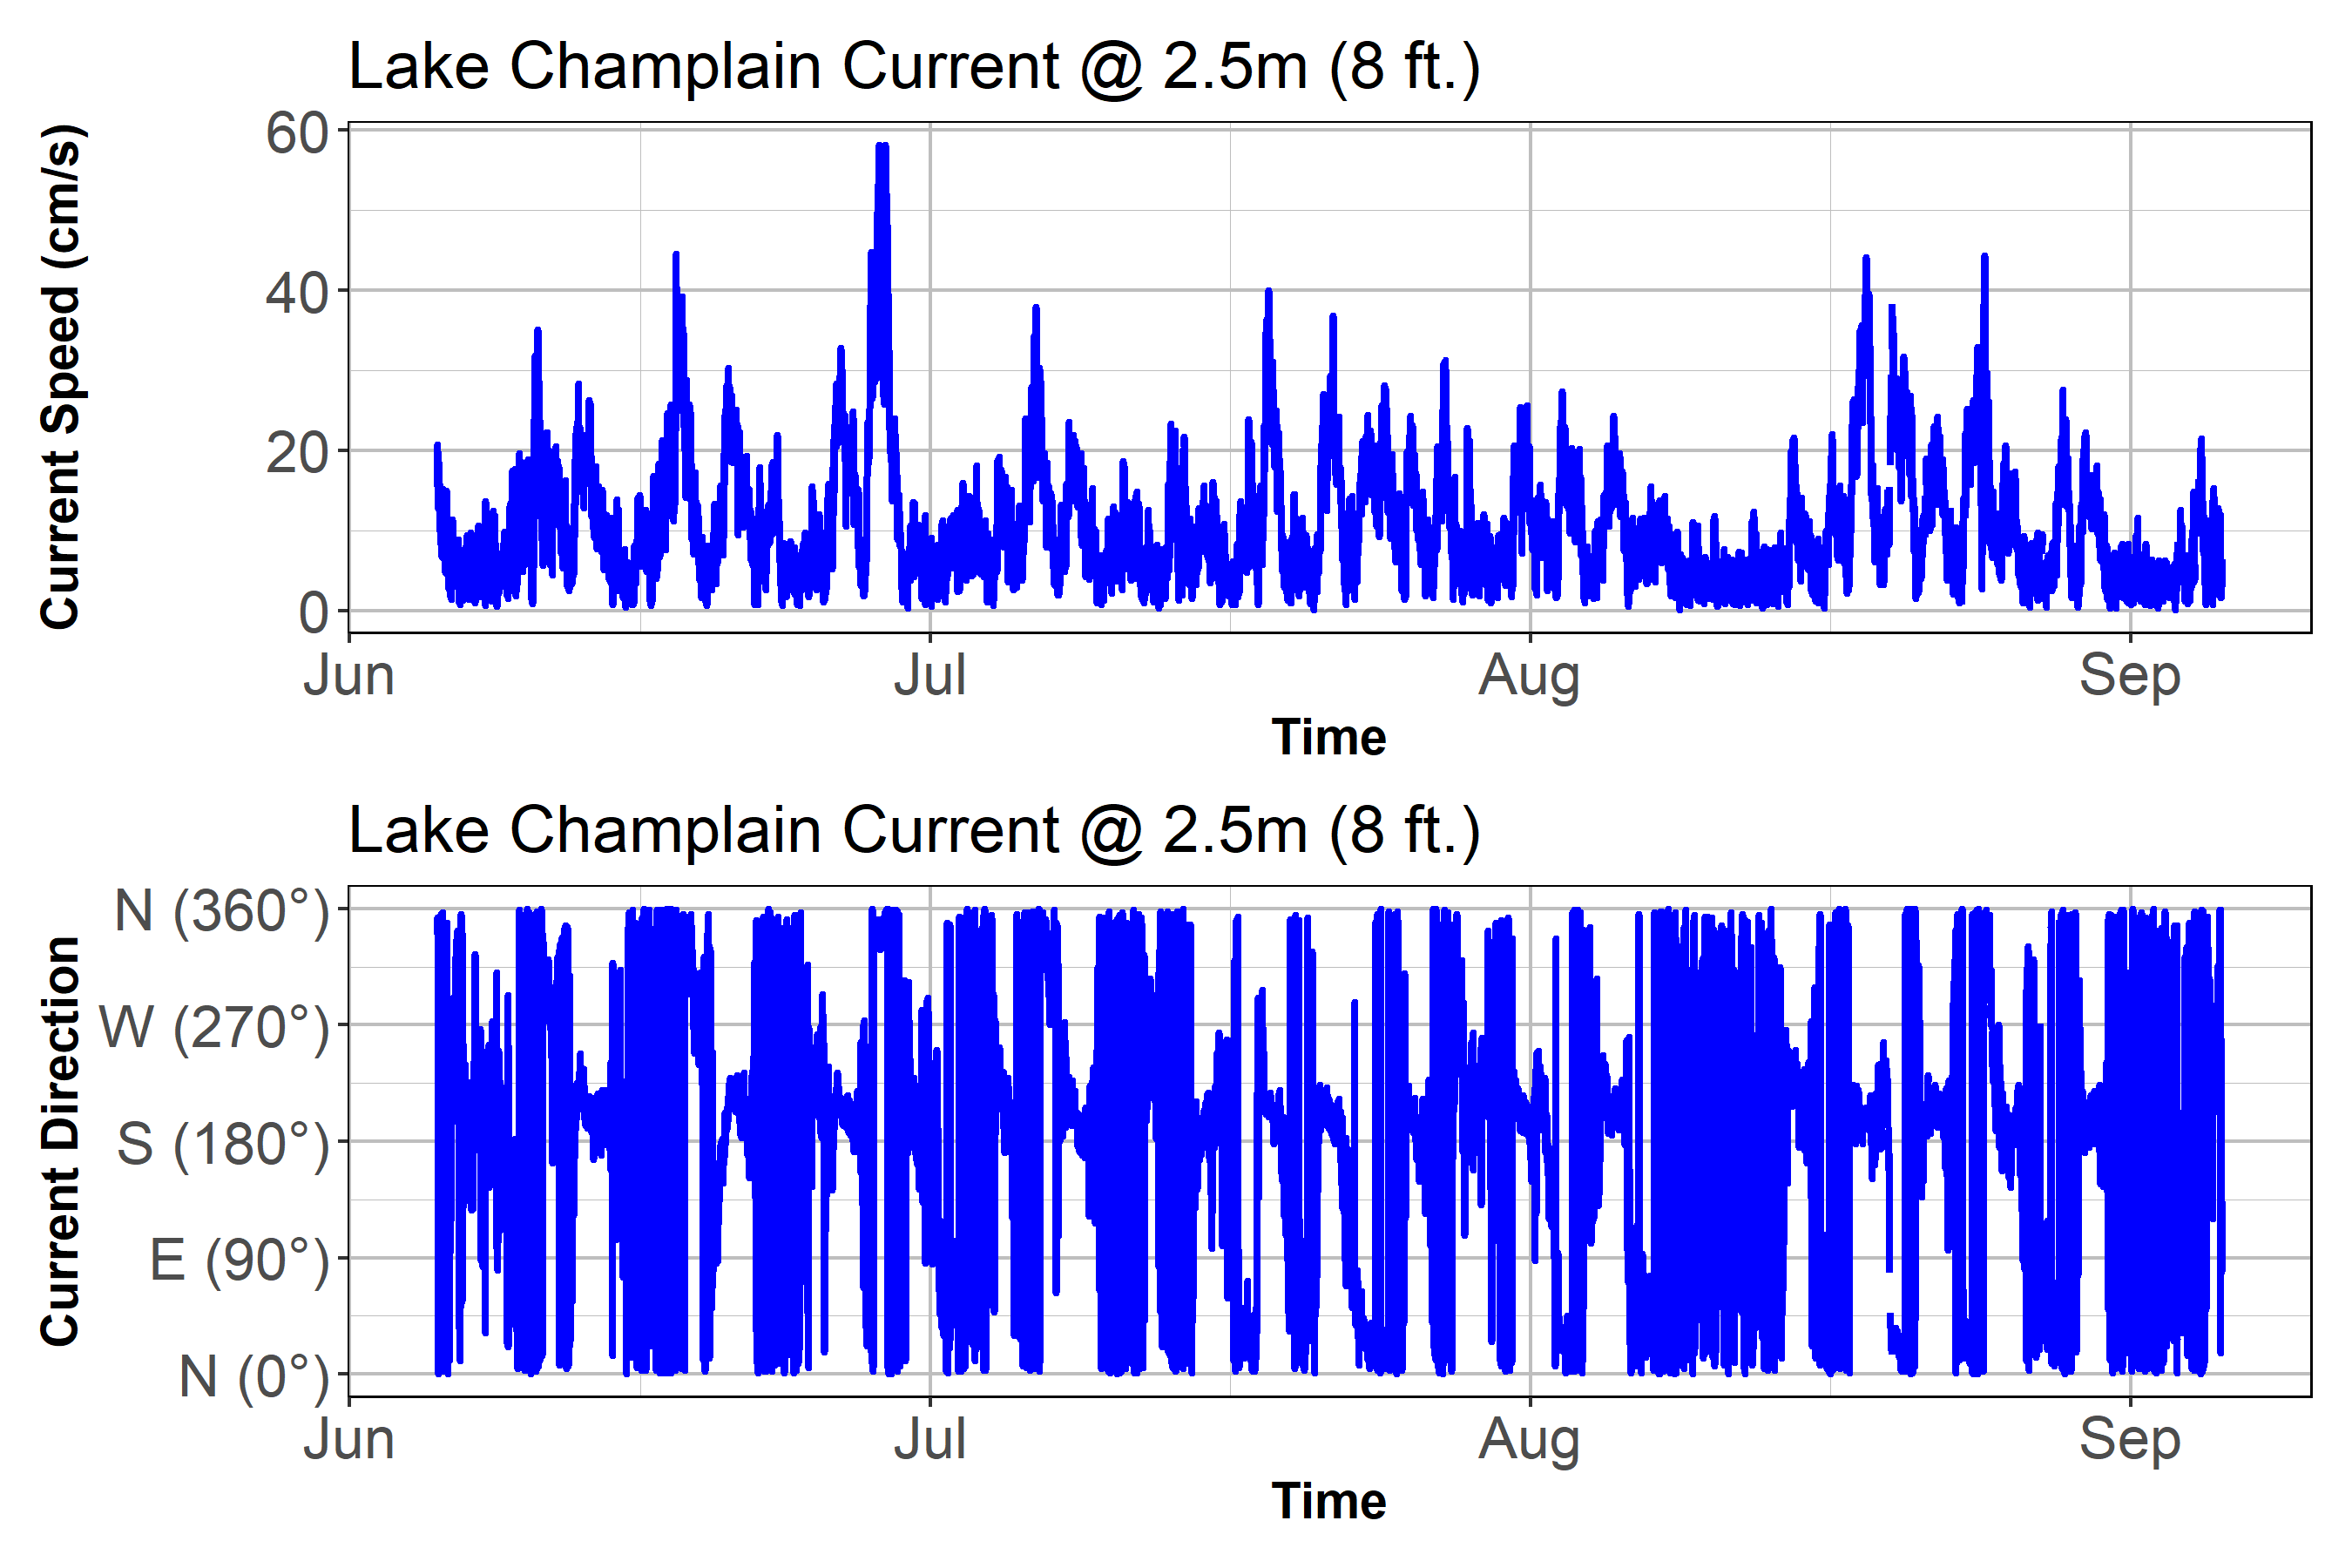 Lake Champlain Current @ 2.5m (8 ft.)
Current Speed (cm/s)
60
40
20
0
Jun Jul Aug Sep
Time
Lake Champlain Current @ 2.5m (8 ft.)
Current Direction
N (360°)
W (270°)
S (180°)
E (90°)
N (0°)
Jun Jul Aug Sep
Time